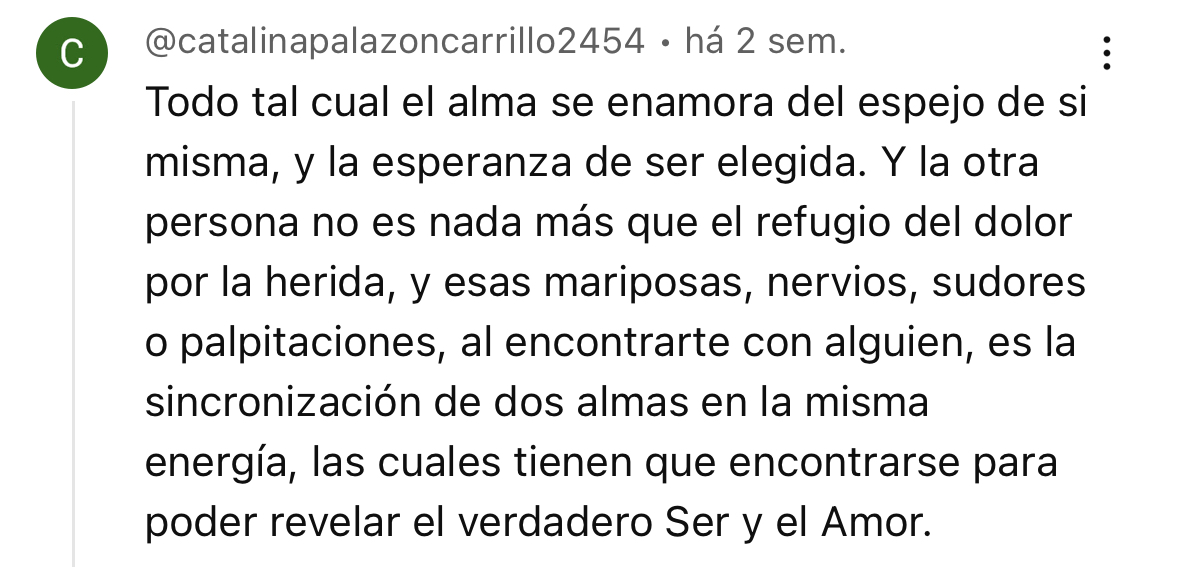 C
@catalinapalazoncarrillo2454 • há 2 sem.
Todo tal cual el alma se enamora del espejo de si
misma, y la esperanza de ser elegida. Y la otra
persona no es nada más que el refugio del dolor
por la herida, y esas mariposas, nervios, sudores
o palpitaciones, al encontrarte con alguien, es la
sincronización de dos almas en la misma
energía, las cuales tienen que encontrarse para
poder revelar el verdadero Ser y el Amor.